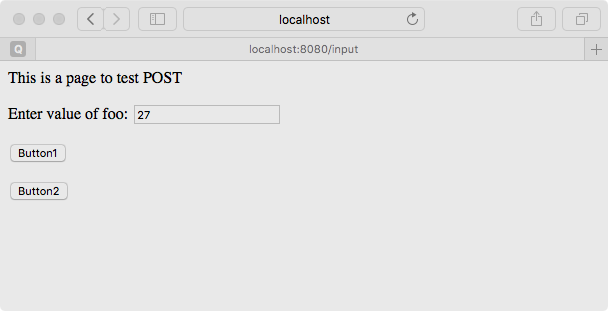 localhost
Q
localhost:8080/input
+
This is a page to test POST
Enter value of foo: 27
Button1
Button2